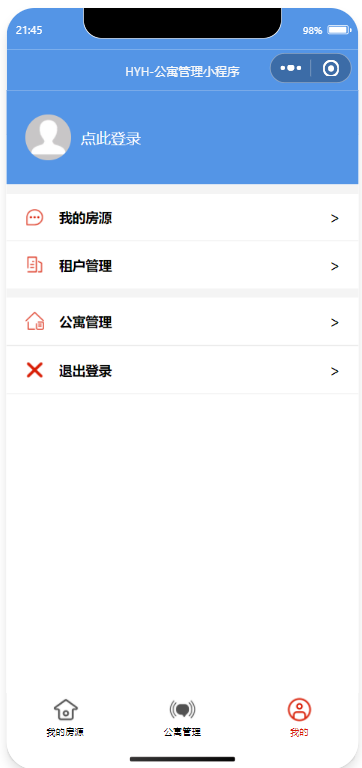 21:45
98%
HYH-公寓管理小程序
点此登录
我的房源 >
租户管理 >
公寓管理 >
退出登录 >
我的房源
公寓管理
我的